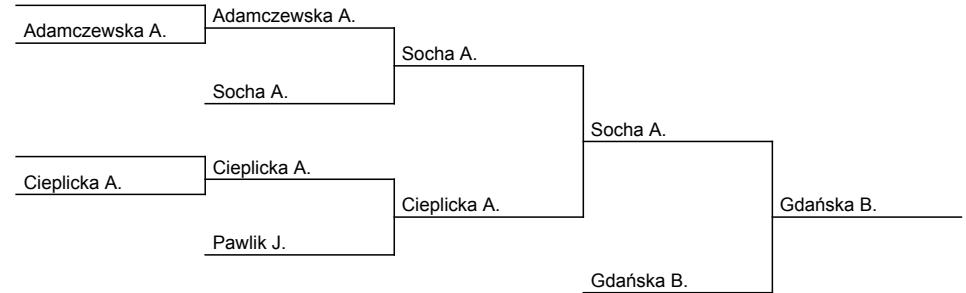 Adamczewska A.
Adamczewska A.
Socha A.
Socha A.
Socha A.
Cieplicka A.
Cieplicka A.
Cieplicka A.
Gdańska B.
Pawlik J.
Gdańska B.